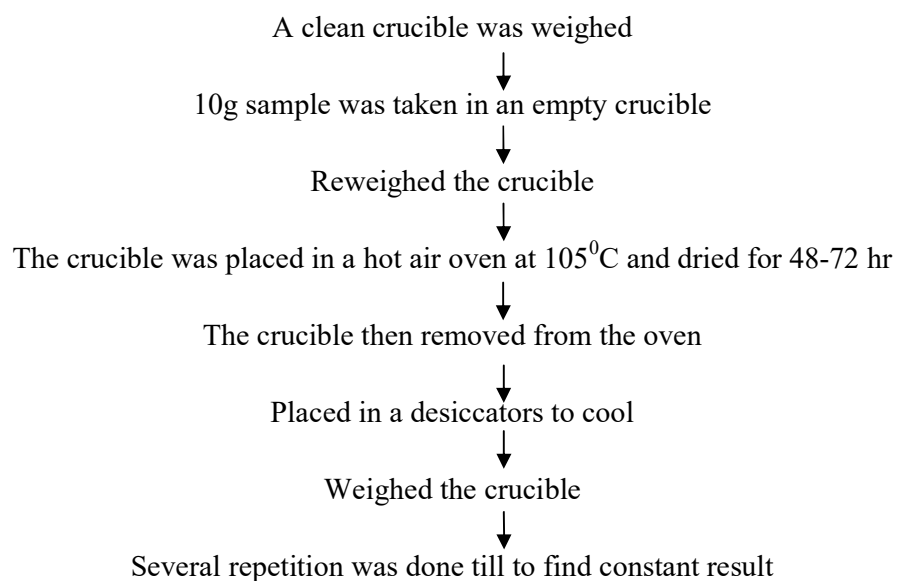 A clean crucible was weighed
10g sample was taken in an empty crucible
Reweighed the crucible
The crucible was placed in a hot air oven at 105⁰C and dried for 48-72 hr
The crucible then removed from the oven
Placed in a desiccators to cool
Weighed the crucible
Several repetition was done till to find constant result